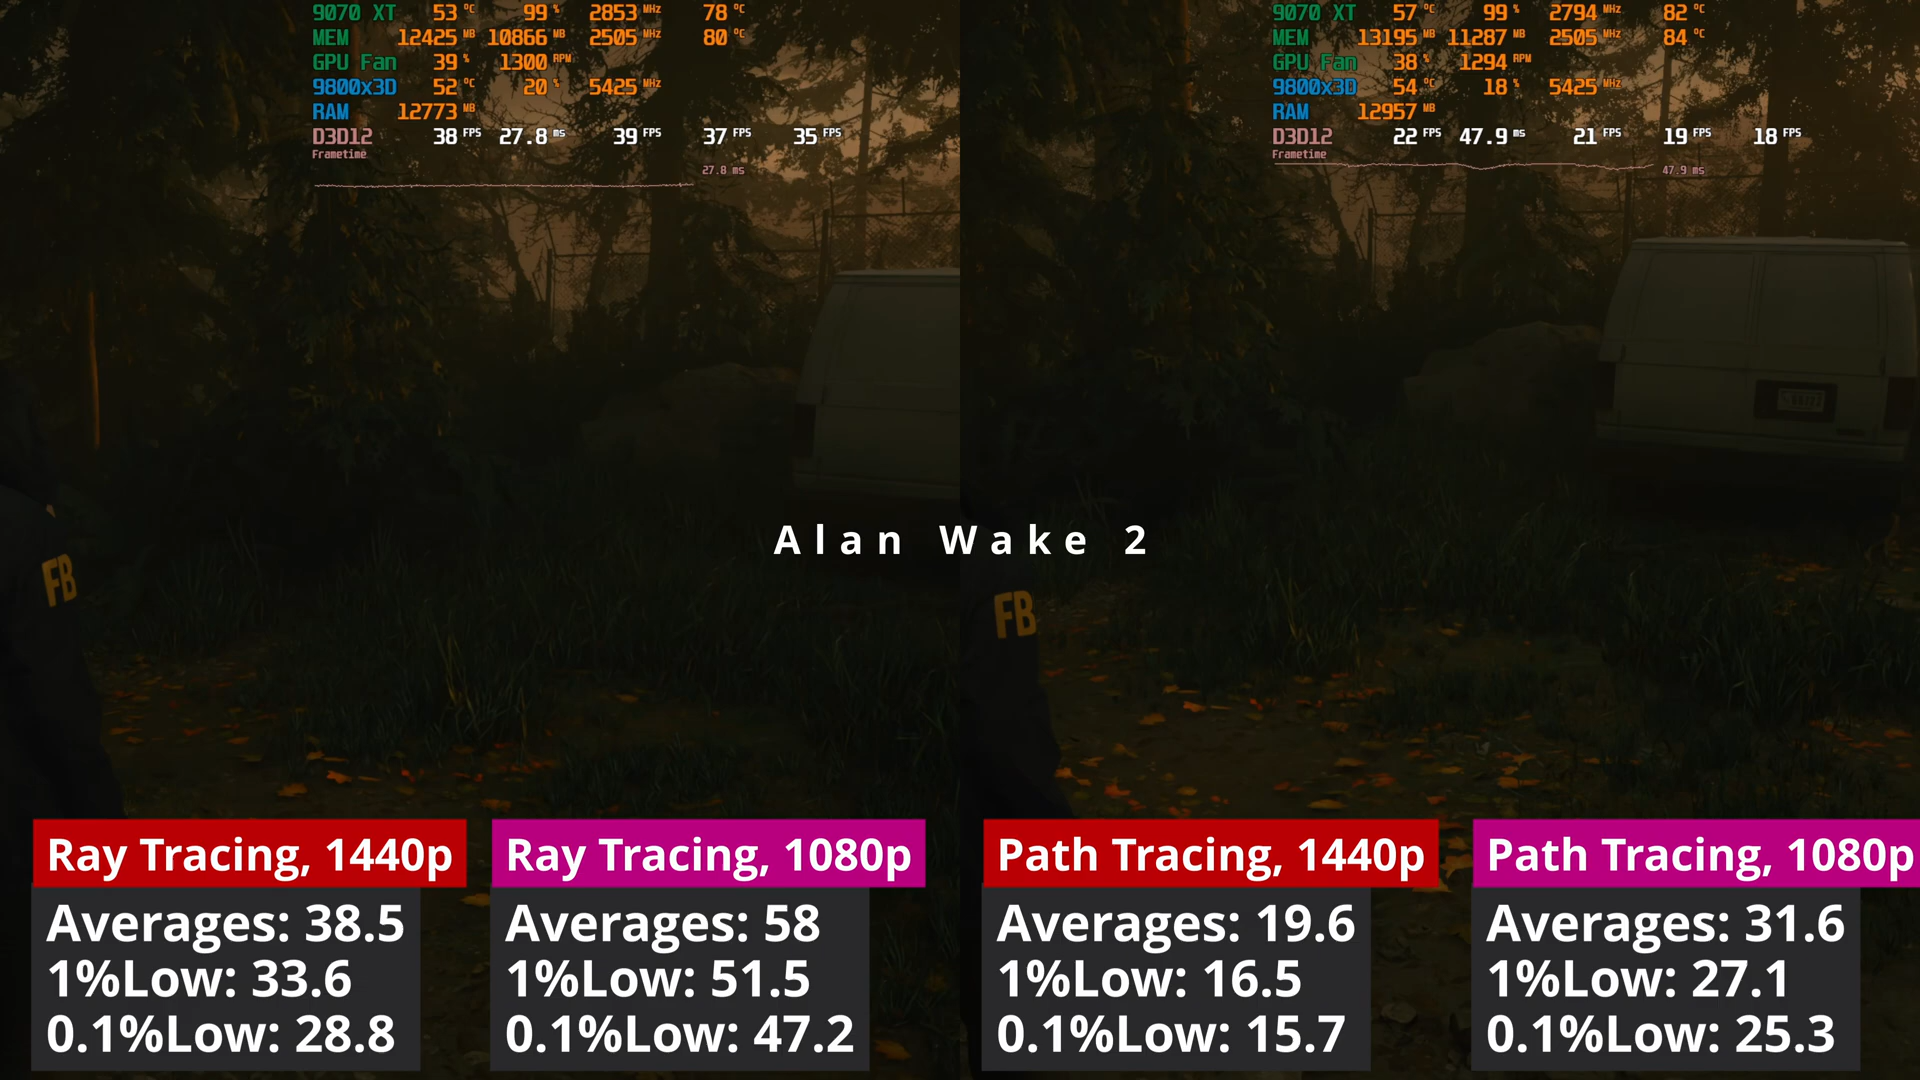 9070 XT 53 °C 99 % 2853 MHz 78 °C
MEM 12425 MB 10866 MB 2505 MHz 80 °C
GPU Fan 39 % 1300 RPM
9800x3D 52 °C 20 % 5425 MHz
RAM 12773 MB
D3D12 38 FPS 27.8 ms 39 FPS 37 FPS 35 FPS
Frametime
27.8 ms
9070 XT 57 °C 99 % 2794 MHz 82 °C
MEM 13195 MB 11287 MB 2505 MHz 84 °C
GPU Fan 38 % 1294 RPM
9800x3D 54 °C 18 % 5425 MHz
RAM 12957 MB
D3D12 22 FPS 47.9 ms 21 FPS 19 FPS 18 FPS
Frametime
47.9 ms
FB
FB
Alan Wake 2
Ray Tracing, 1440p
Averages: 38.5
1%Low: 33.6
0.1%Low: 28.8
Ray Tracing, 1080p
Averages: 58
1%Low: 51.5
0.1%Low: 47.2
Path Tracing, 1440p
Averages: 19.6
1%Low: 16.5
0.1%Low: 15.7
Path Tracing, 1080p
Averages: 31.6
1%Low: 27.1
0.1%Low: 25.3